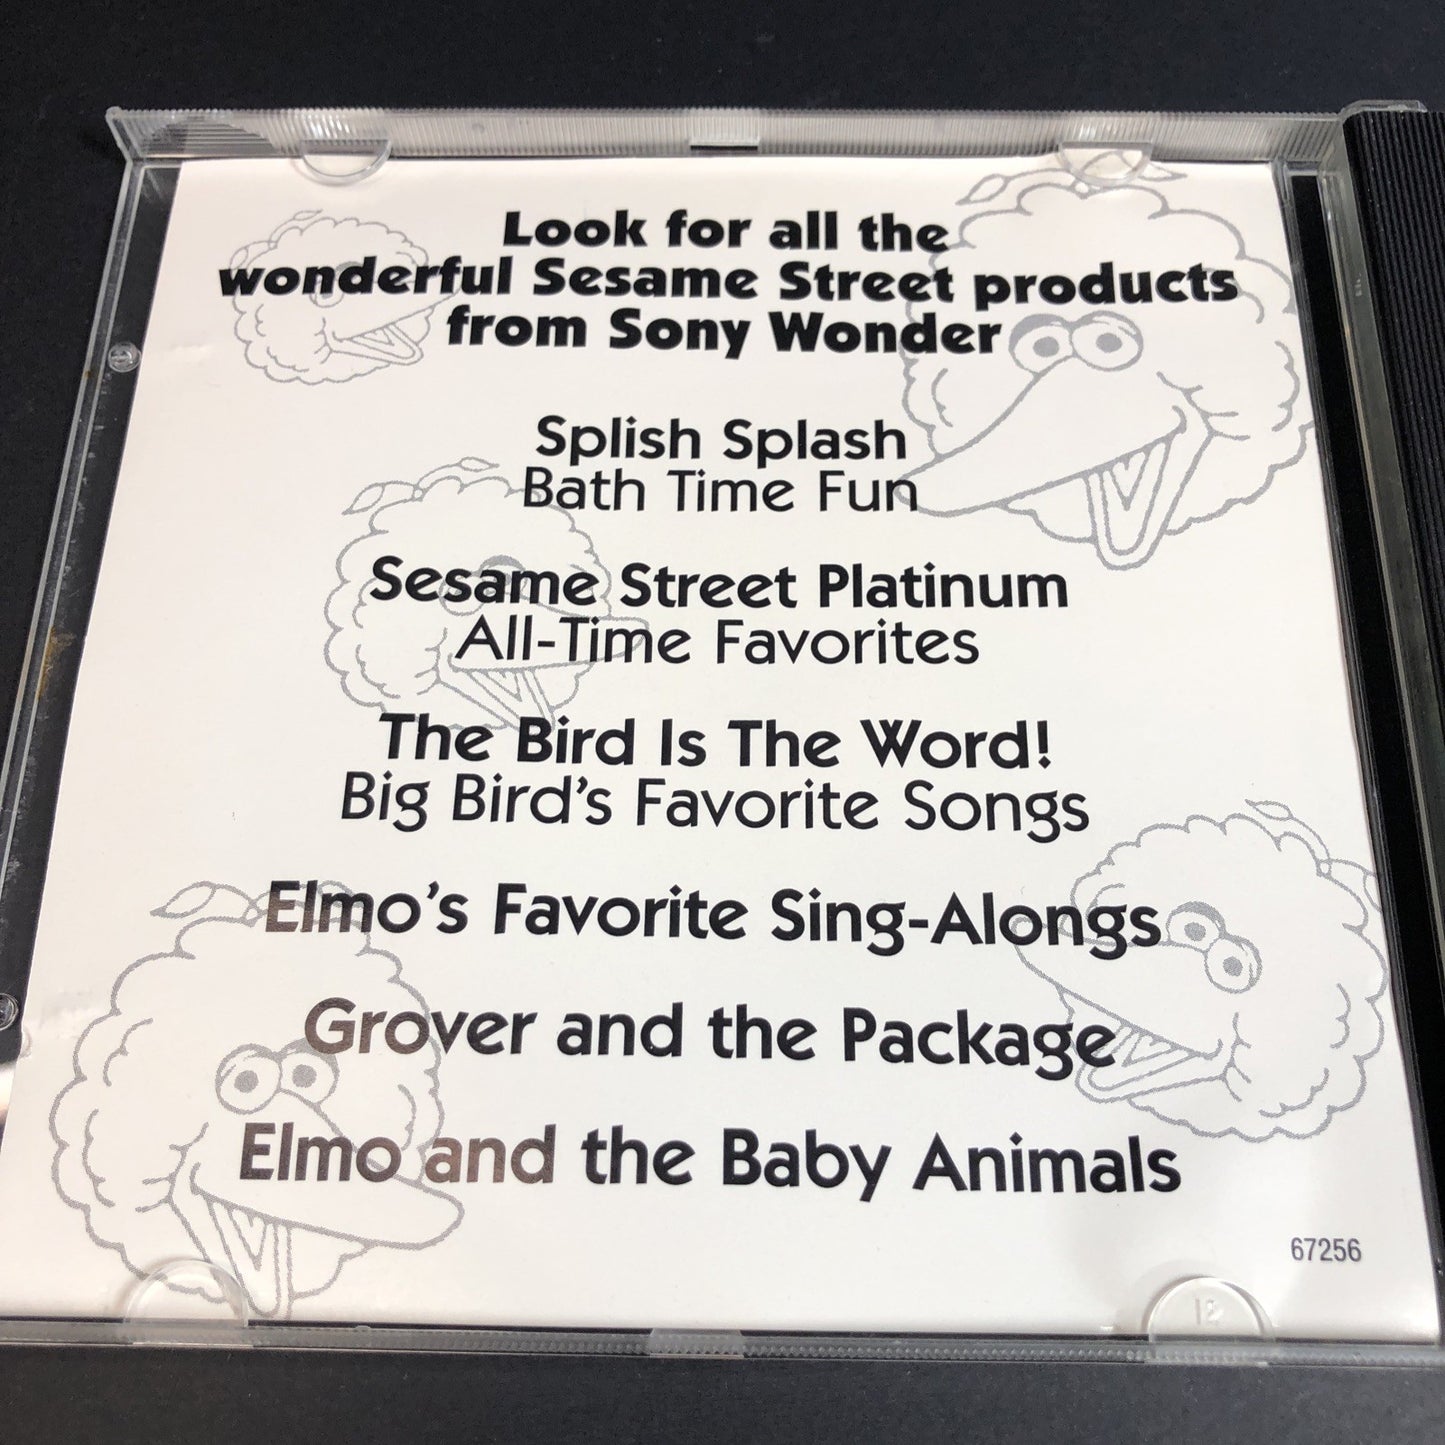 Look for all the
wonderful Sesame Street products
from Sony Wonder
Splish Splash
Bath Time Fun
Sesame Street Platinum
All-Time Favorites
The Bird Is The Word!
Big Bird's Favorite Songs
Elmo's Favorite Sing-Alongs
Grover and the Package
Elmo and the Baby Animals
67256